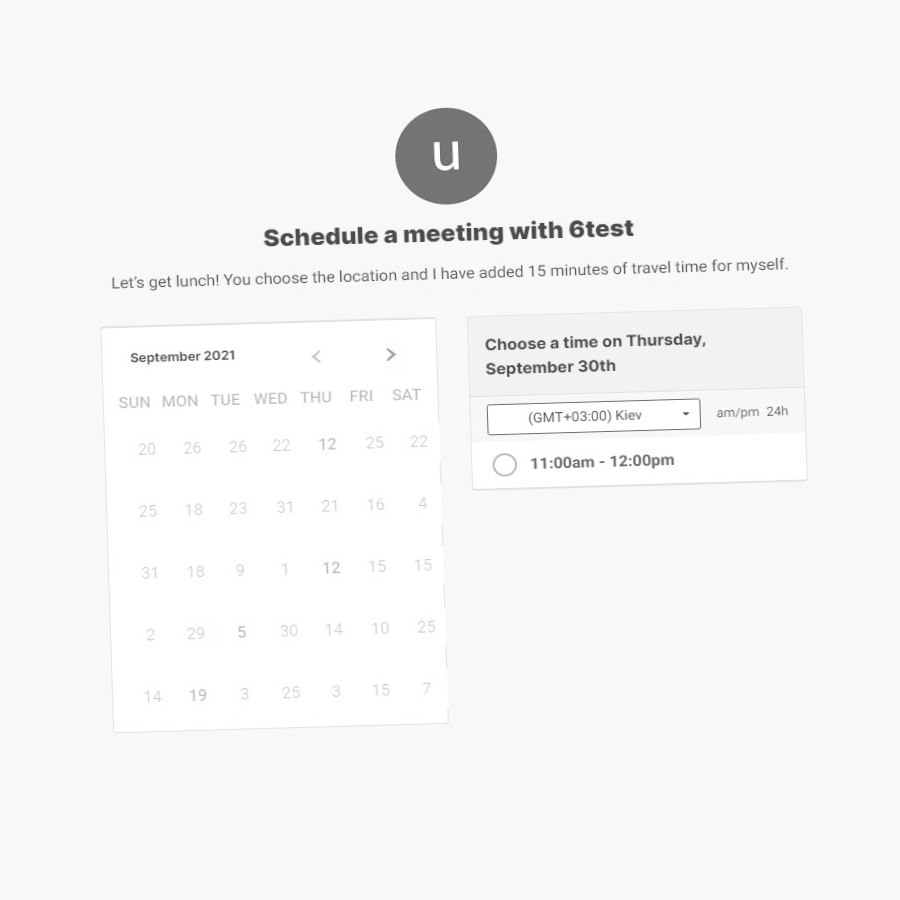 u
Schedule a meeting with 6test
Let's get lunch! You choose the location and I have added 15 minutes of travel time for myself.
September 2021
SUN MON TUE WED THU FRI SAT
20 26 26 22 12 25 22
25 18 23 31 21 16 4
31 18 9 1 12 15 15
2 29 5 30 14 10 25
14 19 3 25 3 15 7
Choose a time on Thursday,
September 30th
(GMT+03:00) Kiev am/pm 24h
11:00am - 12:00pm